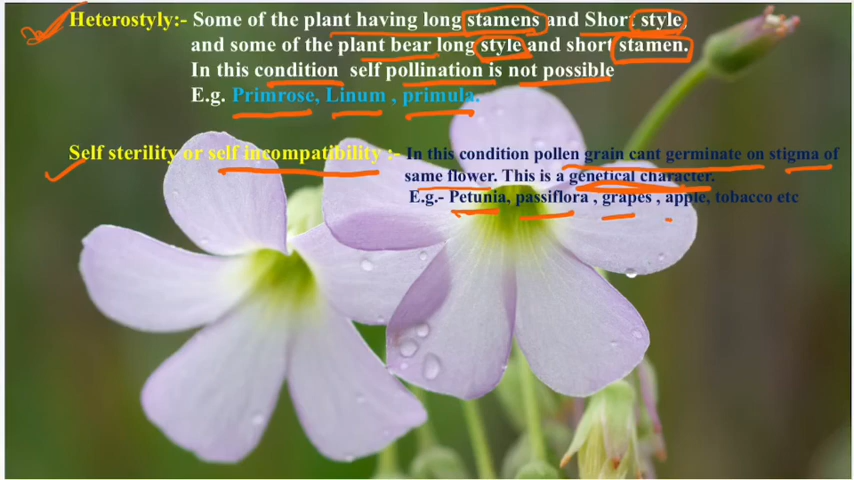 Heterostyly:- Some of the plant having long stamens and Short style
and some of the plant bear long style and short stamen.
In this condition self pollination is not possible
E.g. Primrose, Linum , primula.
Self sterility or self incompatibility :- In this condition pollen grain cant germinate on stigma of
same flower. This is a genetical character.
E.g.- Petunia, passiflora , grapes , apple, tobacco etc